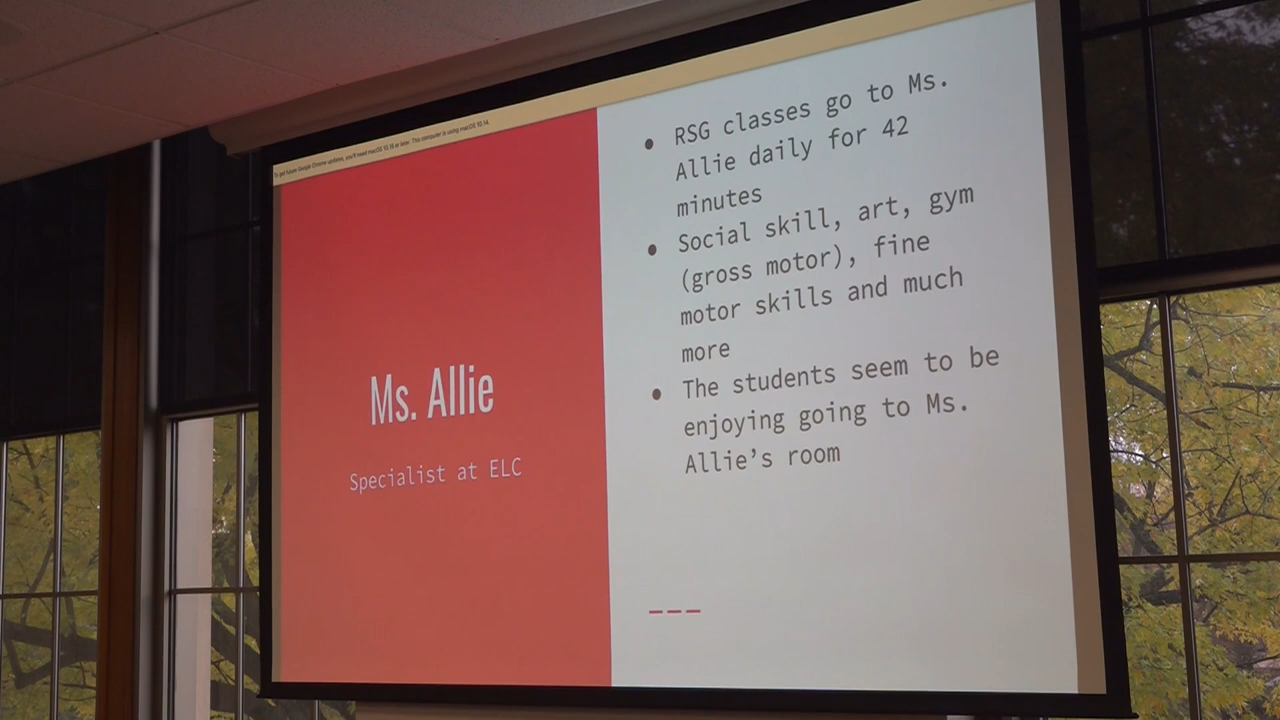 To get future Google Chrome updates, you'll need macOS 10.15 or later. This computer is using macOS 10.14.
Ms. Allie
Specialist at ELC
• RSG classes go to Ms.
Allie daily for 42
minutes
• Social skill, art, gym
(gross motor), fine
motor skills and much
more
• The students seem to be
enjoying going to Ms.
Allie's room